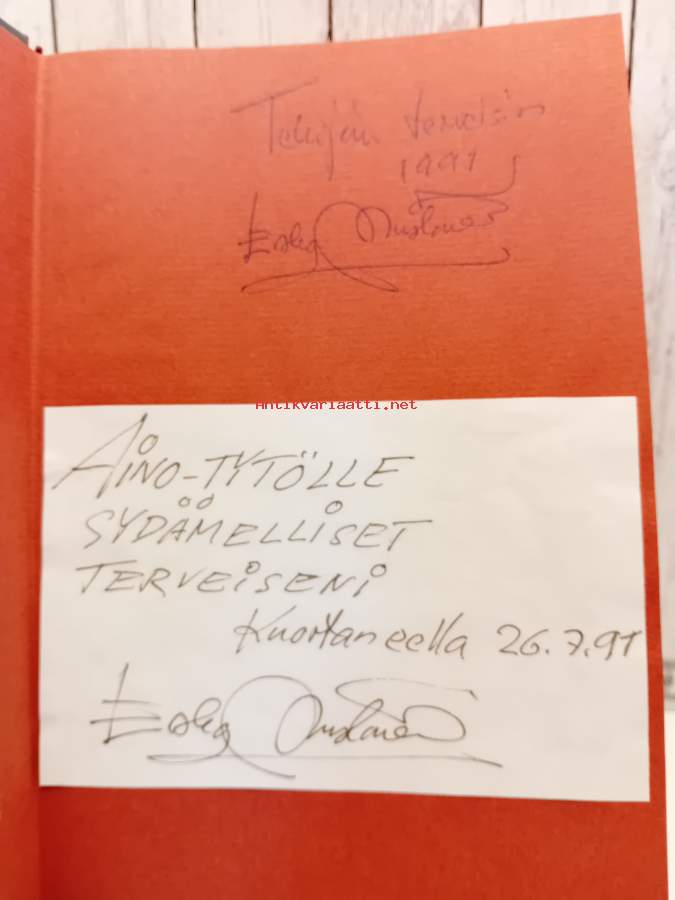 Tekijän terveisin
1991
Antikvariaatti.net
AINO-TYTÖLLE
SYDÄMELLISET
TERVEISENI
Kuortaneella 26.7.91